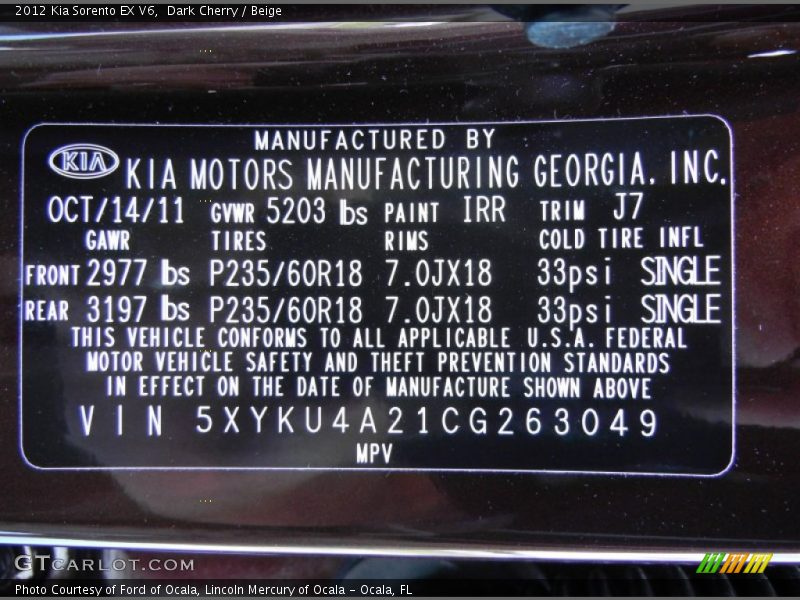 2012 Kia Sorento EX V6, Dark Cherry / Beige
MANUFACTURED BY
KIA KIA MOTORS MANUFACTURING GEORGIA. INC.
OCT/14/11 GVWR 5203 lbs PAINT IRR TRIM J7
GAWR TIRES RIMS COLD TIRE INFL
FRONT 2977 lbs P235/60R18 7.0JX18 33psi SINGLE
REAR 3197 lbs P235/60R18 7.0JX18 33psi SINGLE
THIS VEHICLE CONFORMS TO ALL APPLICABLE U.S.A. FEDERAL
MOTOR VEHICLE SAFETY AND THEFT PREVENTION STANDARDS
IN EFFECT ON THE DATE OF MANUFACTURE SHOWN ABOVE
VIN 5XYKU4A21CG263049
MPV
GTCARLOT.COM
Photo Courtesy of Ford of Ocala, Lincoln Mercury of Ocala - Ocala, FL